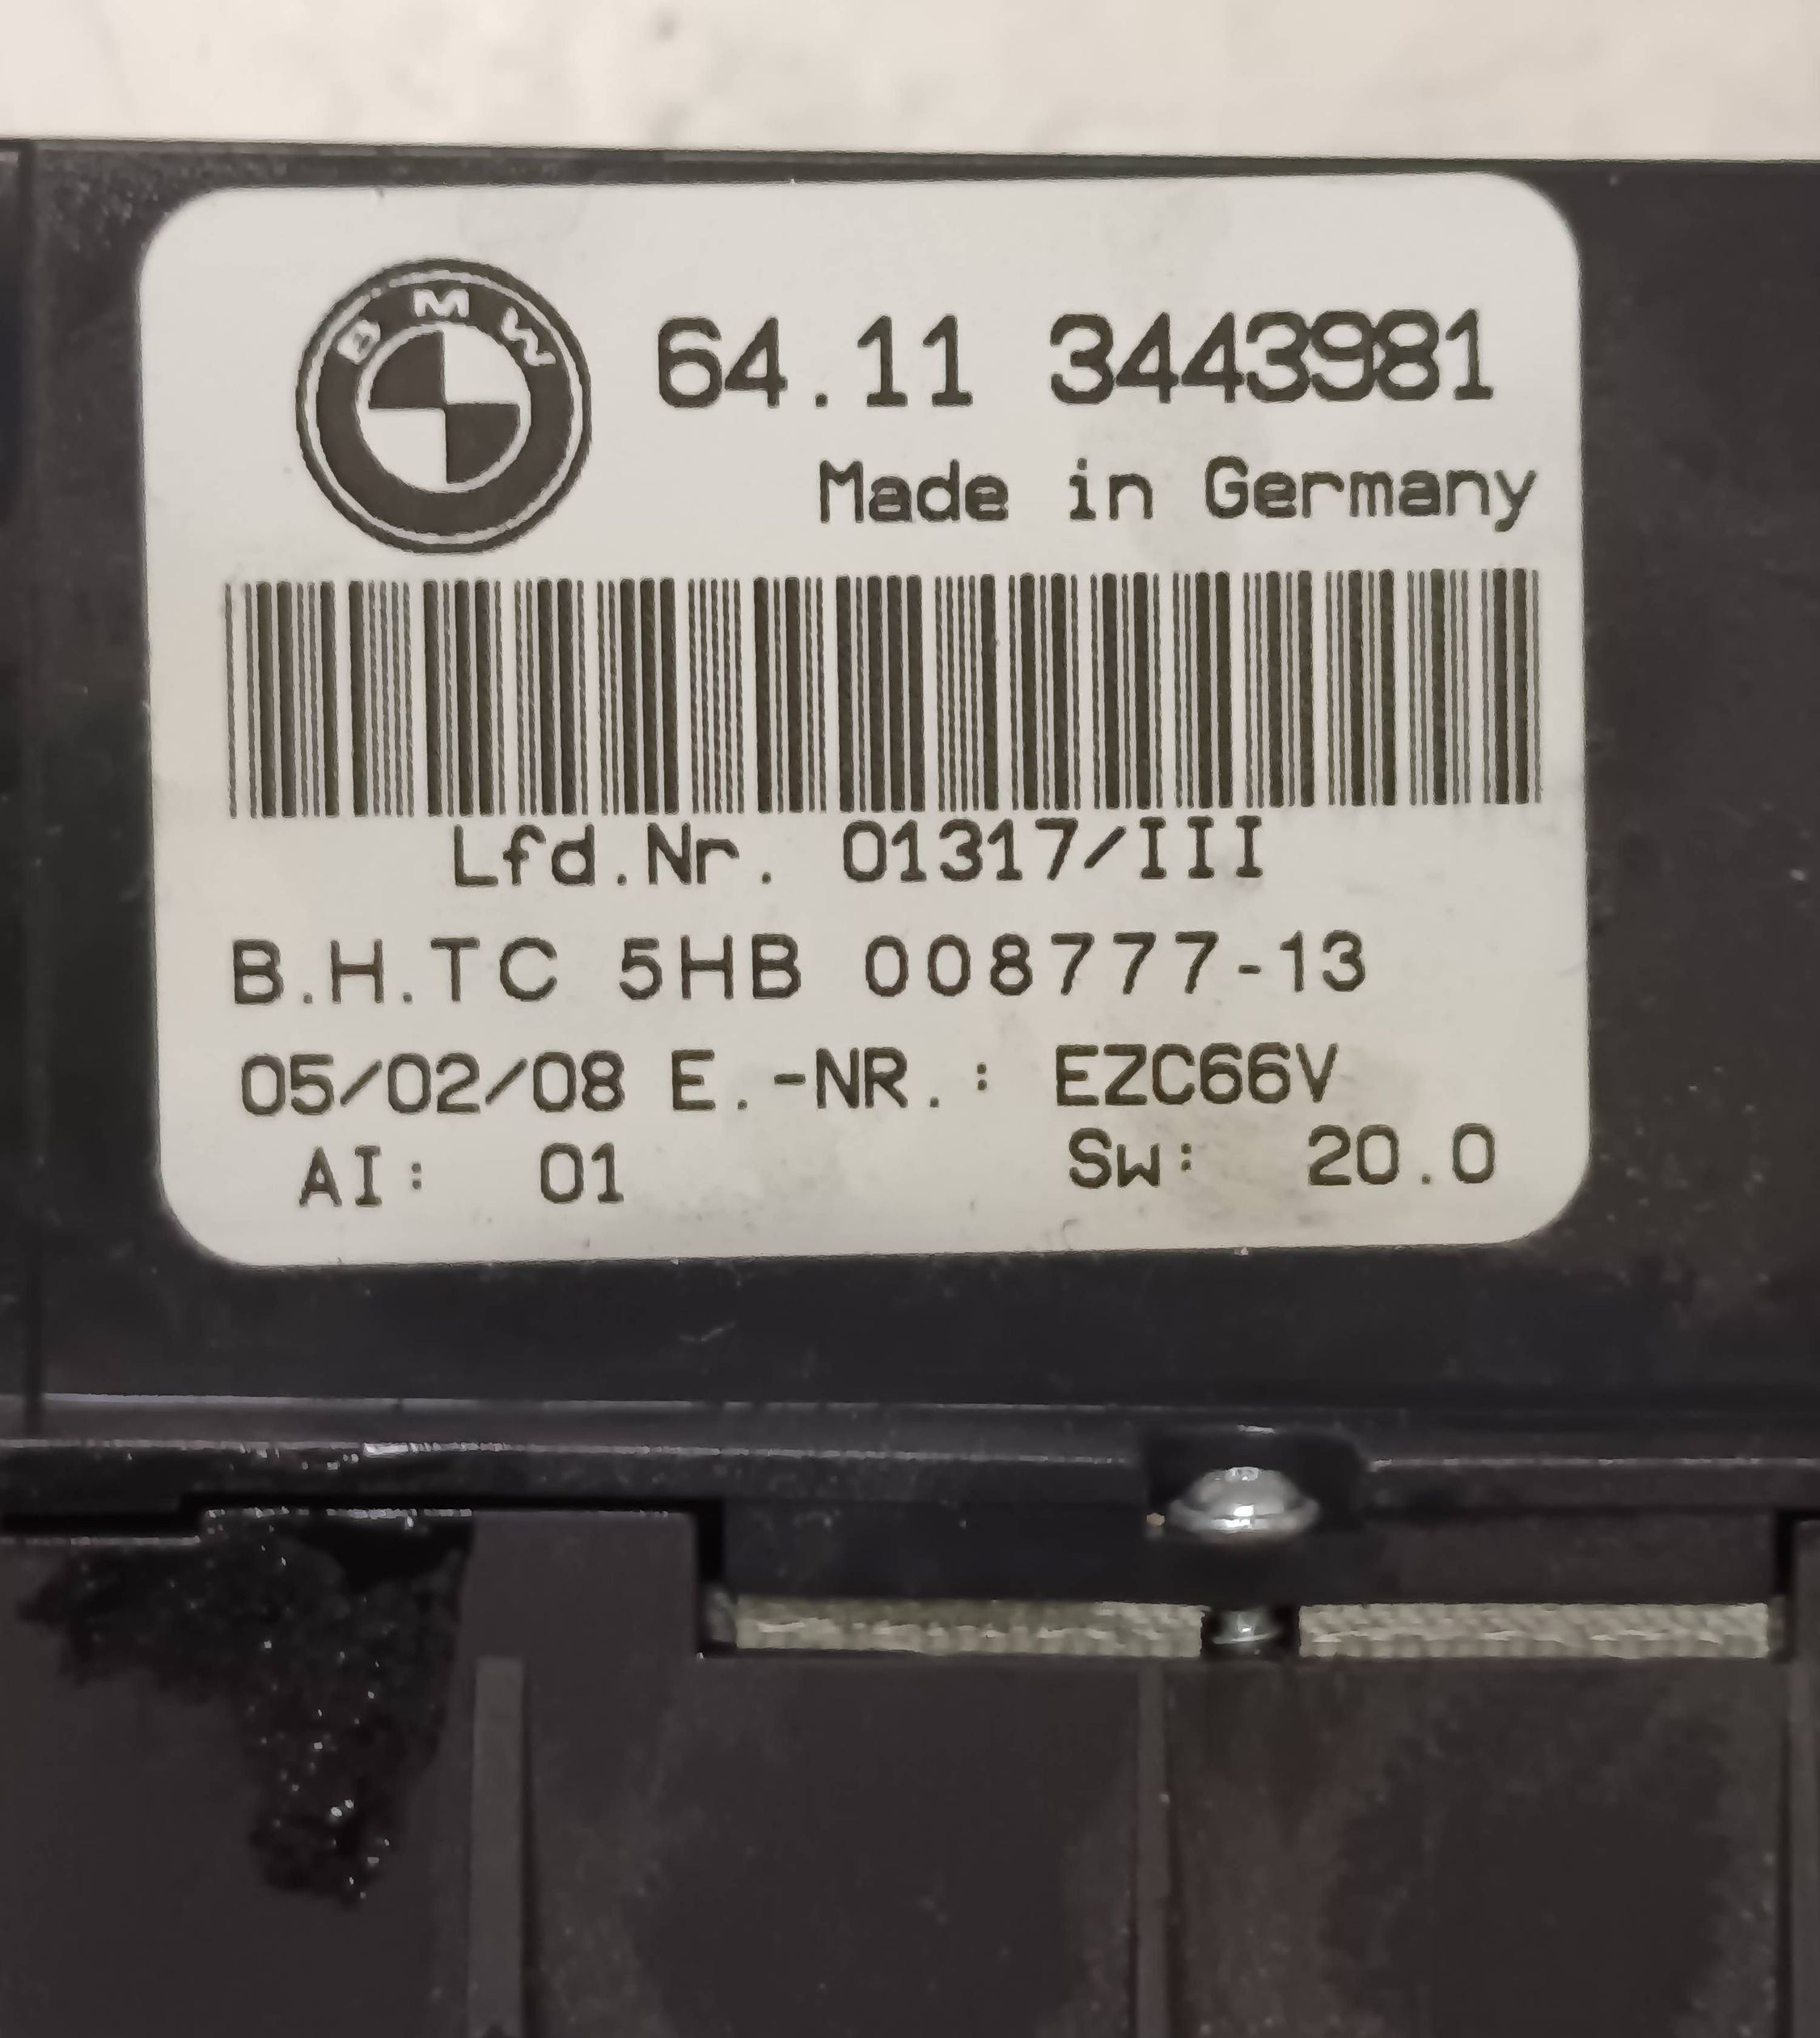 BMW
64.11 3443981
Made in Germany
Lfd.Nr. 01317/III
B.H.TC 5HB 008777-13
05/02/08 E.-NR.: EZC66V
AI: 01 Sw: 20.0